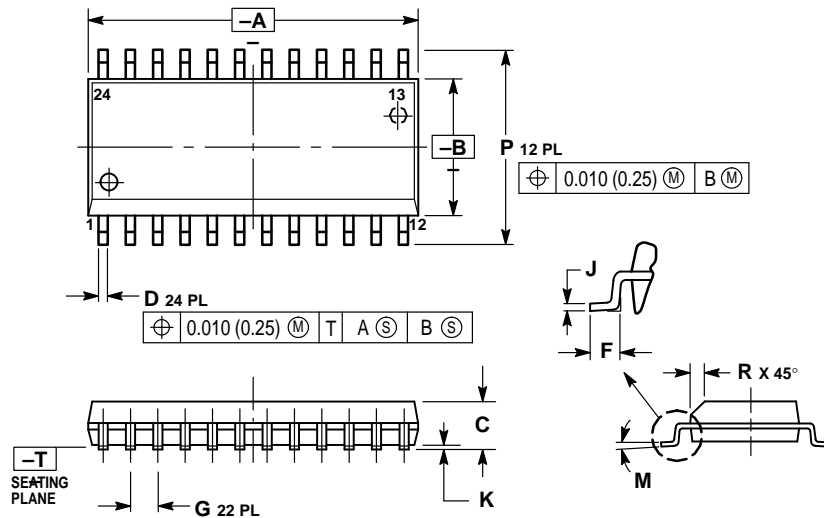 –A
–
24
13
–B
–
P 12 PL
⌖ 0.010 (0.25) Ⓜ B Ⓜ
1
12
J
D 24 PL
⌖ 0.010 (0.25) Ⓜ T A Ⓢ B Ⓢ
F
R X 45°
C
–T
SEATING
PLANE
M
K
G 22 PL